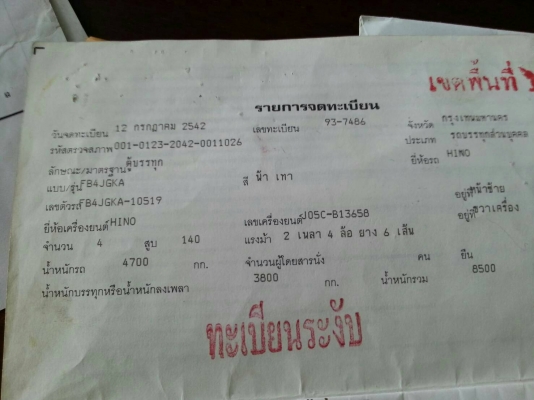 เขตพื้นที่
รายการจดทะเบียน
วันจดทะเบียน 12 กรกฎาคม 2542 เลขทะเบียน 93-7486 จังหวัด กรุงเทพมหานคร
รหัสตรวจสภาพ 001-0123-2042-0011026 ประเภท รถบรรทุกส่วนบุคคล
ลักษณะ/มาตรฐาน ตู้บรรทุก ยี่ห้อรถ HINO
แบบ/รุ่น FB4JGKA สี ฟ้า เทา
เลขตัวรถ FB4JGKA-10519 อยู่ที่ หน้าซ้าย
ยี่ห้อเครื่องยนต์ HINO เลขเครื่องยนต์ J05C-B13658 อยู่ที่ ขวาเครื่อง
จำนวน 4 สูบ 140 แรงม้า 2 เพลา 4 ล้อ ยาง 6 เส้น
น้ำหนักรถ 4700 กก. จำนวนผู้โดยสารนั่ง คน ยืน
น้ำหนักบรรทุกหรือน้ำหนักลงเพลา 3800 กก. น้ำหนักรวม 8500
ทะเบียนระงับ